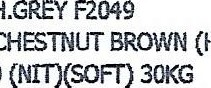 H.GREY F2049
CHESTNUT BROWN (H
) (NIT)(SOFT) 30KG